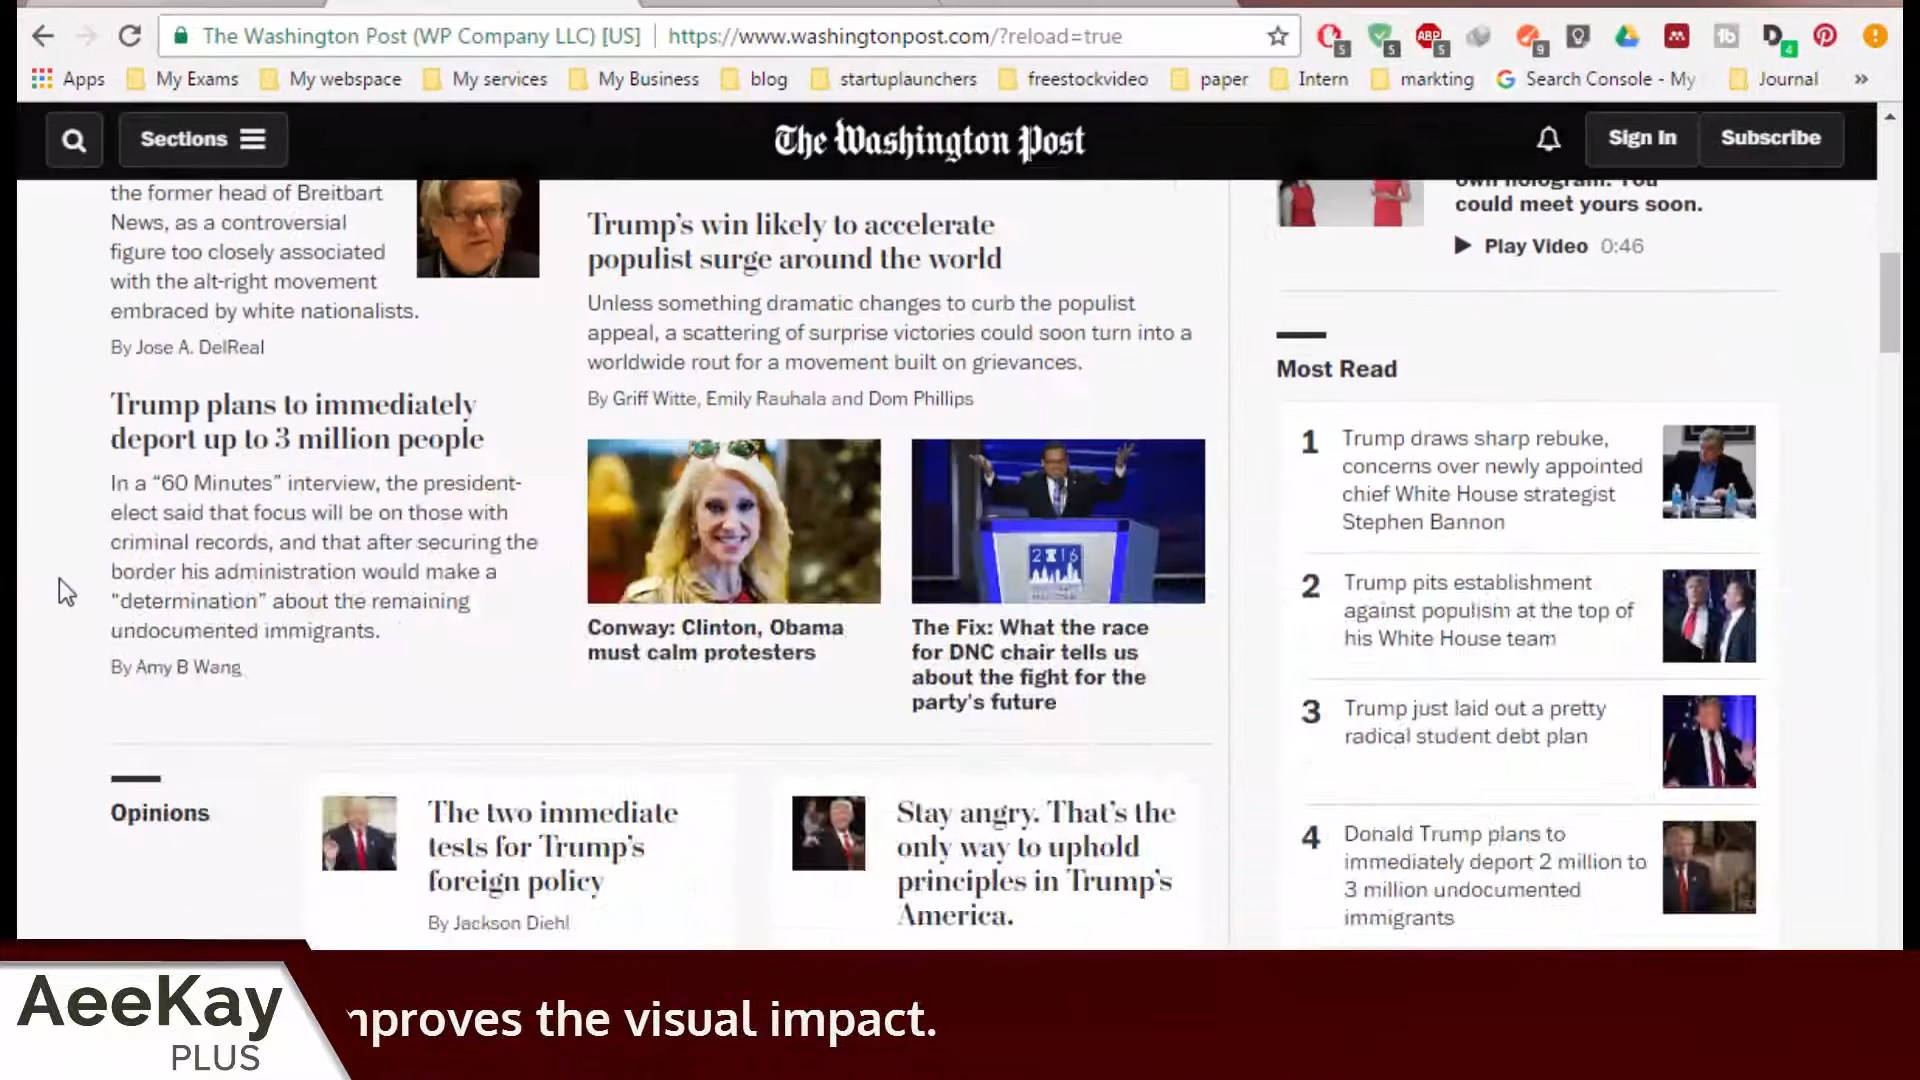 The Washington Post (WP Company LLC) [US]
https://www.washingtonpost.com/?reload=true
5
5
ABP
5
9
tb
D
4
Apps
My Exams
My webspace
My services
My Business
blog
startuplaunchers
freestockvideo
paper
Intern
markting
Search Console - My
Journal
»
Sections
The Washington Post
Sign In
Subscribe
the former head of Breitbart
News, as a controversial
figure too closely associated
with the alt-right movement
embraced by white nationalists.
By Jose A. DelReal
Trump plans to immediately
deport up to 3 million people
In a “60 Minutes” interview, the president-
elect said that focus will be on those with
criminal records, and that after securing the
border his administration would make a
“determination” about the remaining
undocumented immigrants.
By Amy B Wang
Trump’s win likely to accelerate
populist surge around the world
Unless something dramatic changes to curb the populist
appeal, a scattering of surprise victories could soon turn into a
worldwide rout for a movement built on grievances.
By Griff Witte, Emily Rauhala and Dom Phillips
2016
Conway: Clinton, Obama
must calm protesters
The Fix: What the race
for DNC chair tells us
about the fight for the
party’s future
own hologram. You
could meet yours soon.
Play Video 0:46
Most Read
1
Trump draws sharp rebuke,
concerns over newly appointed
chief White House strategist
Stephen Bannon
2
Trump pits establishment
against populism at the top of
his White House team
3
Trump just laid out a pretty
radical student debt plan
4
Donald Trump plans to
immediately deport 2 million to
3 million undocumented
immigrants
Opinions
The two immediate
tests for Trump’s
foreign policy
By Jackson Diehl
Stay angry. That’s the
only way to uphold
principles in Trump’s
America.
AeeKay
PLUS
mproves the visual impact.